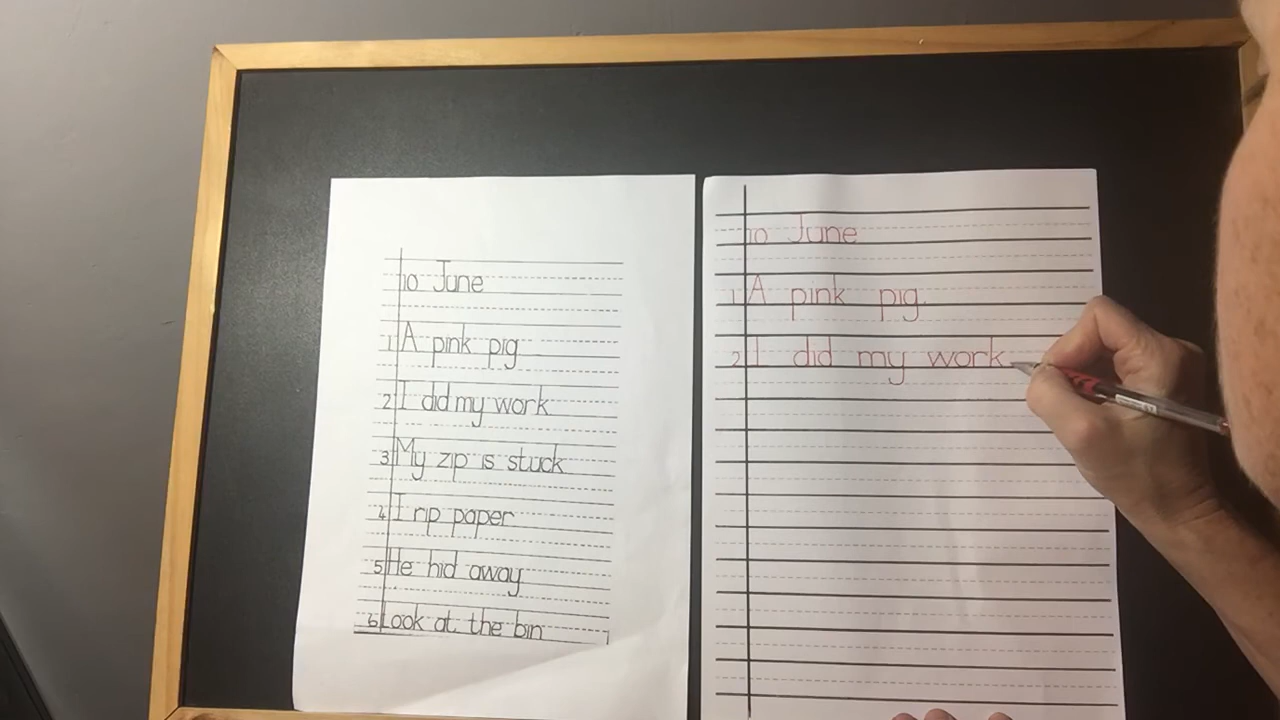 10 June
1 A pink pig
2 I did my work
3 My zip is stuck
4 I rip paper
5 He hid away
6 Look at the bin
10 June
1 A pink pig.
2 I did my work.